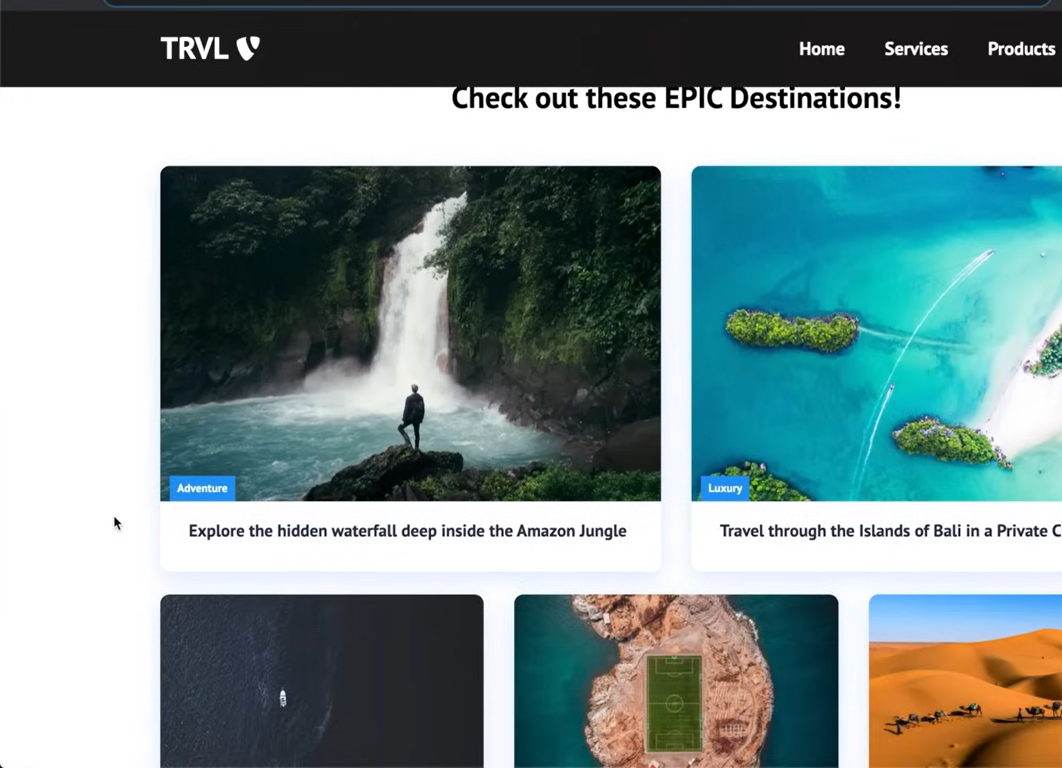 TRVL
Home Services Products
Check out these EPIC Destinations!
Adventure
Luxury
Explore the hidden waterfall deep inside the Amazon Jungle
Travel through the Islands of Bali in a Private C